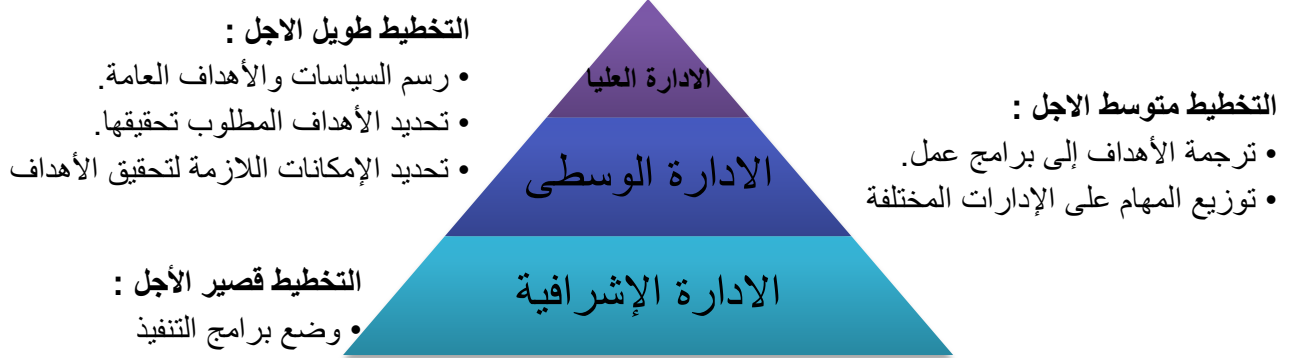 التخطيط طويل الاجل :
• رسم السياسات والأهداف العامة.
• تحديد الأهداف المطلوب تحقيقها.
• تحديد الإمكانات اللازمة لتحقيق الأهداف
الادارة العليا
التخطيط متوسط الاجل :
• ترجمة الأهداف إلى برامج عمل.
• توزيع المهام على الإدارات المختلفة
الادارة الوسطى
التخطيط قصير الأجل :
• وضع برامج التنفيذ
الادارة الإشرافية